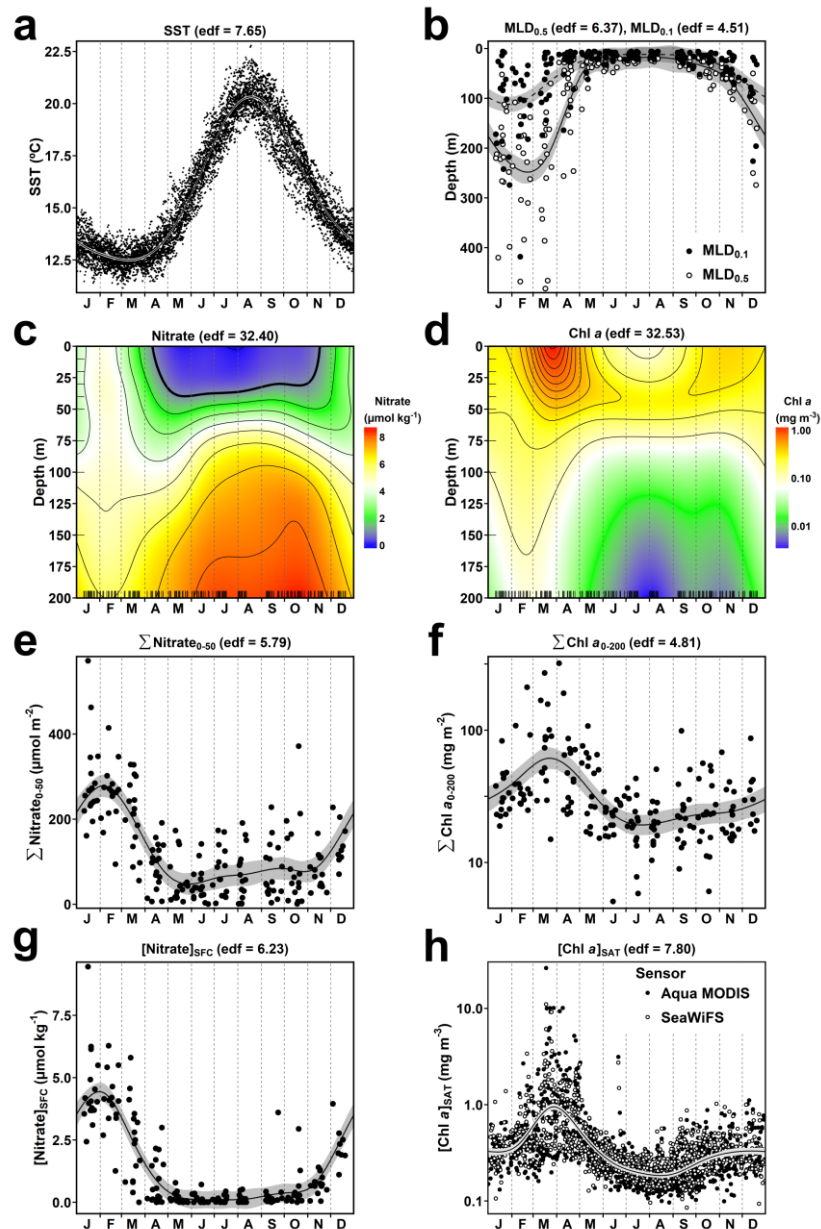 a
SST (edf = 7.65)
22.5
20.0
17.5
15.0
12.5
SST (ºC)
J F M A M J J A S O N D
b
MLD0.5 (edf = 6.37), MLD0.1 (edf = 4.51)
0
100
200
300
400
Depth (m)
MLD0.1
MLD0.5
J F M A M J J A S O N D
c
Nitrate (edf = 32.40)
0
25
50
75
100
125
150
175
200
Depth (m)
J F M A M J J A S O N D
Nitrate
(µmol kg-1)
8
6
4
2
0
d
Chl a (edf = 32.53)
0
25
50
75
100
125
150
175
200
Depth (m)
J F M A M J J A S O N D
Chl a
(mg m-3)
1.00
0.10
0.01
e
∑ Nitrate0-50 (edf = 5.79)
400
200
0
∑ Nitrate0-50 (µmol m-2)
J F M A M J J A S O N D
f
∑ Chl a0-200 (edf = 4.81)
100
10
∑ Chl a0-200 (mg m-2)
J F M A M J J A S O N D
g
[Nitrate]SFC (edf = 6.23)
7.5
5.0
2.5
0.0
[Nitrate]SFC (µmol kg-1)
J F M A M J J A S O N D
h
[Chl a]SAT (edf = 7.80)
Sensor
Aqua MODIS
SeaWiFS
10.0
1.0
0.1
[Chl a]SAT (mg m-3)
J F M A M J J A S O N D